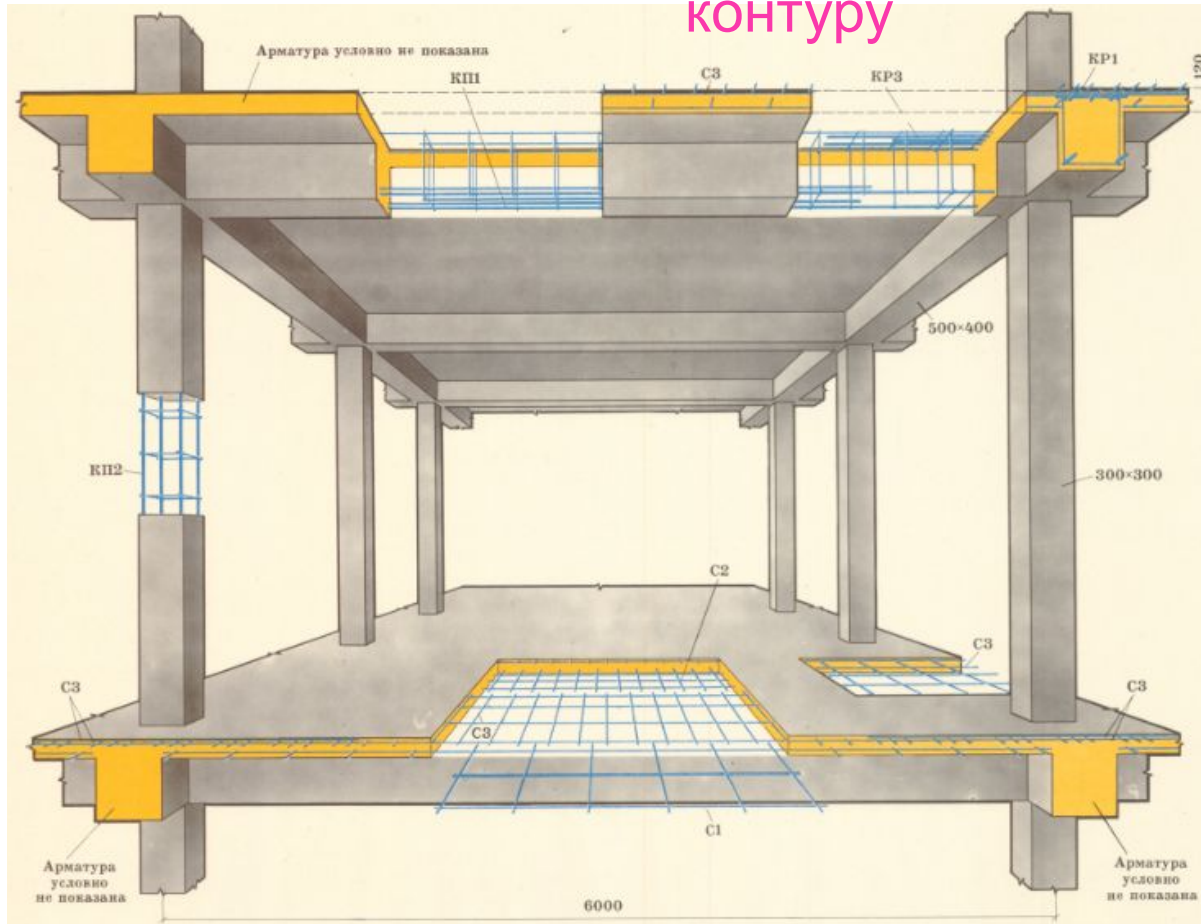 контуру
Арматура условно не показана
КП1
С3
КР3
КР1
120
500×400
КП2
300×300
С2
С3
С3
С3
С3
С1
Арматура
условно
не показана
Арматура
условно
не показана
6000